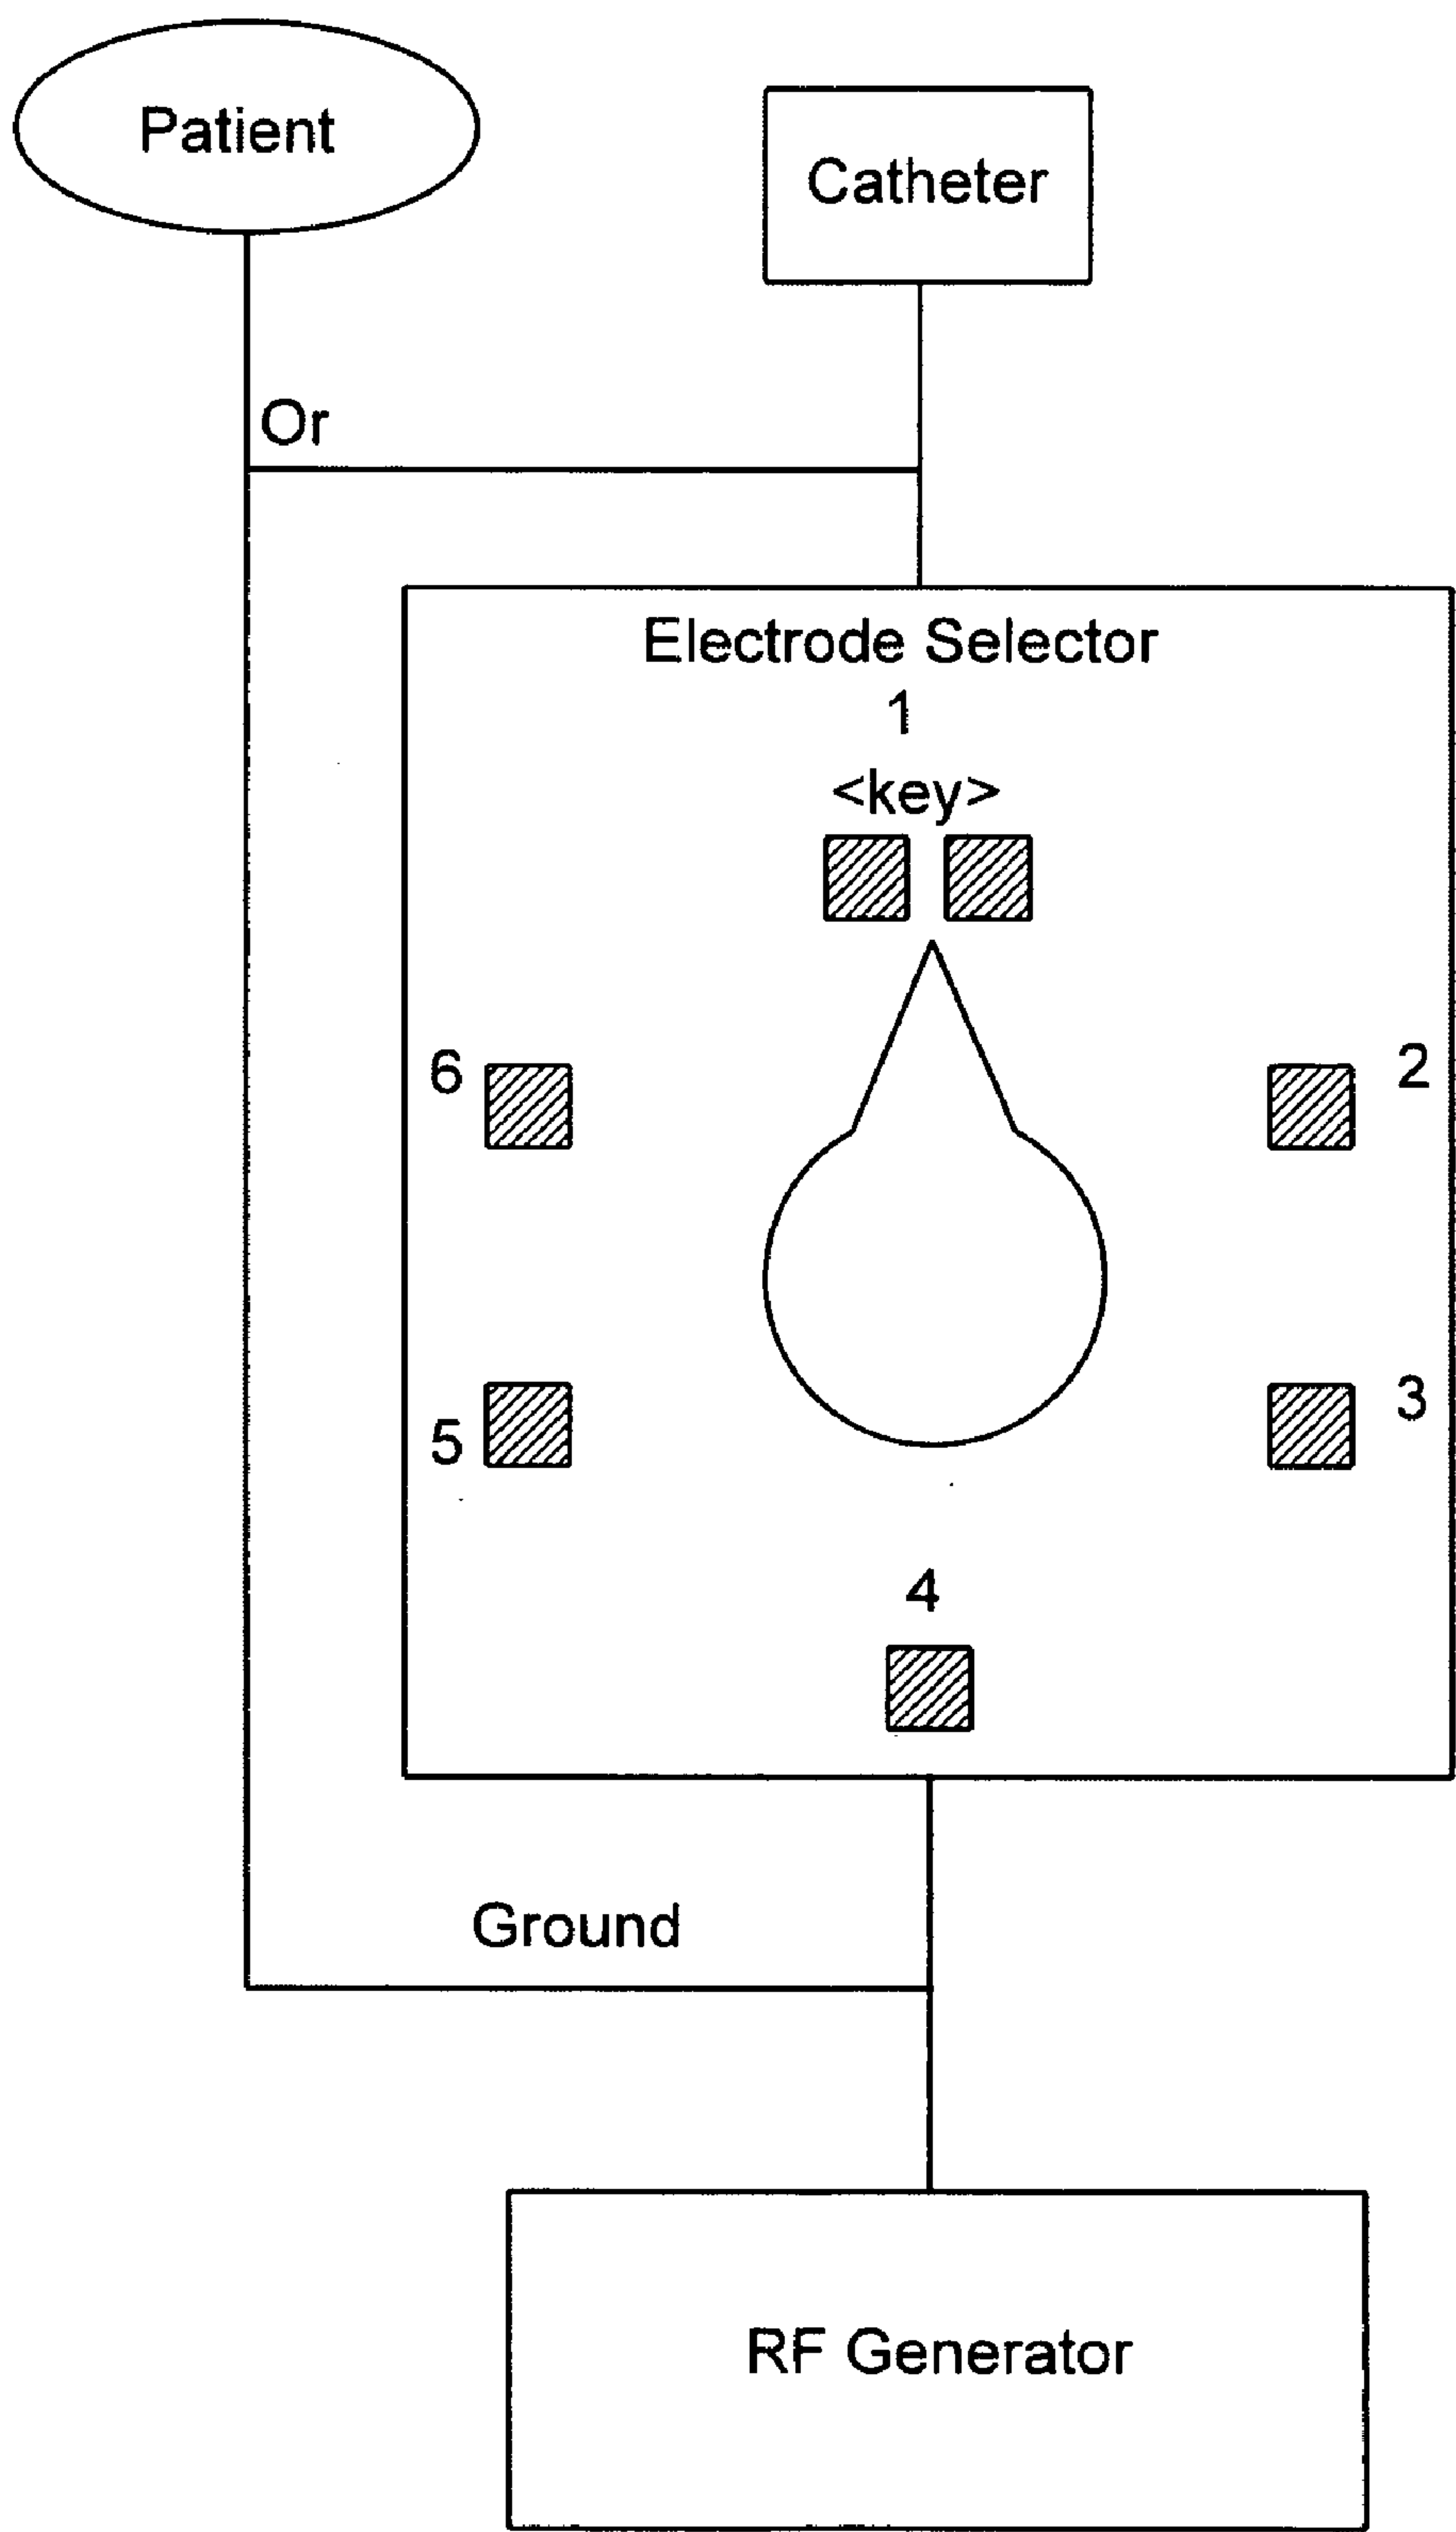 Patient
Catheter
Or
Electrode Selector
1
<key>
6
2
5
3
4
Ground
RF Generator